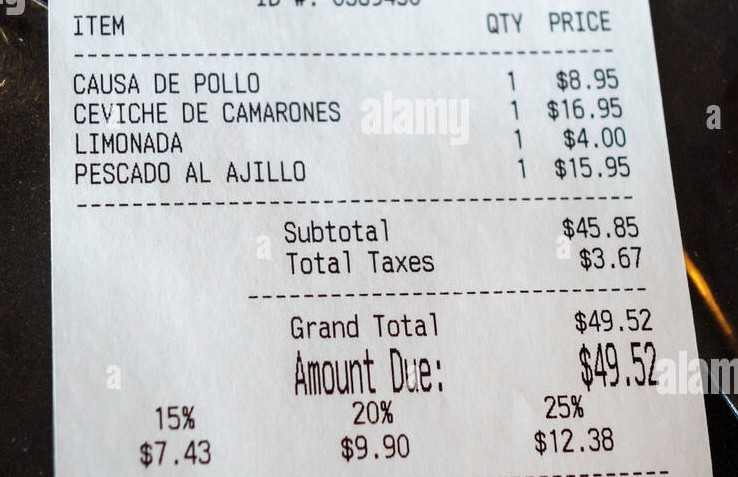 ITEM QTY PRICE
CAUSA DE POLLO 1 $8.95
CEVICHE DE CAMARONES 1 $16.95
LIMONADA 1 $4.00
PESCADO AL AJILLO 1 $15.95
Subtotal $45.85
Total Taxes $3.67
Grand Total $49.52
Amount Due: $49.52
15% 20% 25%
$7.43 $9.90 $12.38
alamy
a
a
a
a
alamy